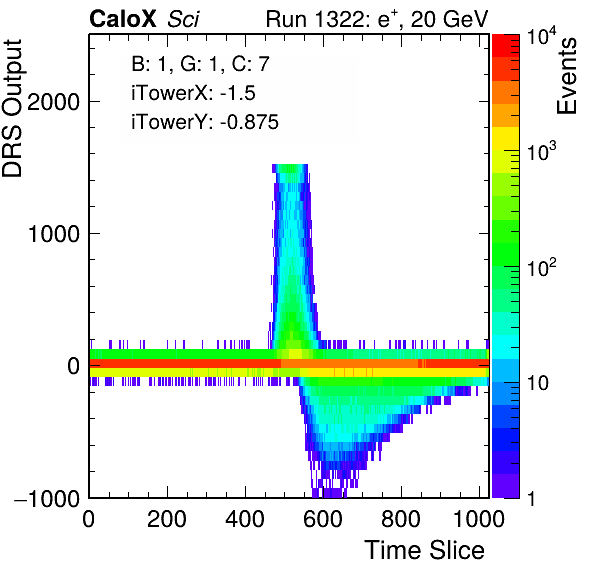 CaloX Sci Run 1322: e⁺, 20 GeV
B: 1, G: 1, C: 7
iTowerX: -1.5
iTowerY: -0.875
DRS Output
2000
1000
0
−1000
0 200 400 600 800 1000
Time Slice
Events
10⁴
10³
10²
10
1